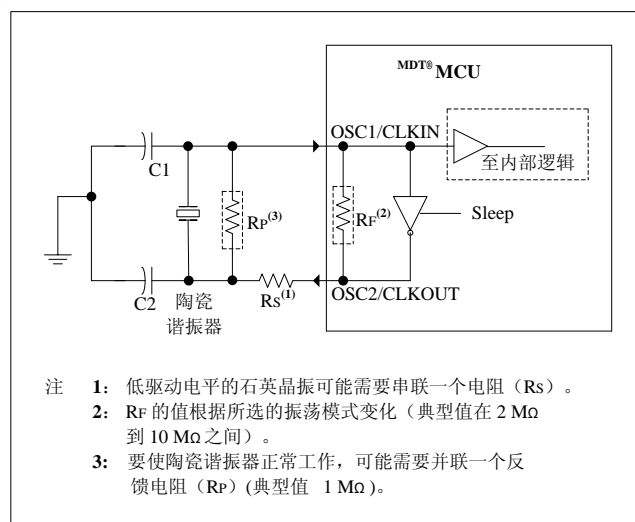 MDT® MCU
OSC1/CLKIN
至内部逻辑
C1
RP(3)
RF(2)
Sleep
C2
陶瓷
谐振器
RS(1)
OSC2/CLKOUT
注 1: 低驱动电平的石英晶振可能需要串联一个电阻（RS）。
2: RF 的值根据所选的振荡模式变化（典型值在 2 MΩ
到 10 MΩ 之间）。
3: 要使陶瓷谐振器正常工作，可能需要并联一个反
馈电阻（RP）(典型值 1 MΩ )。